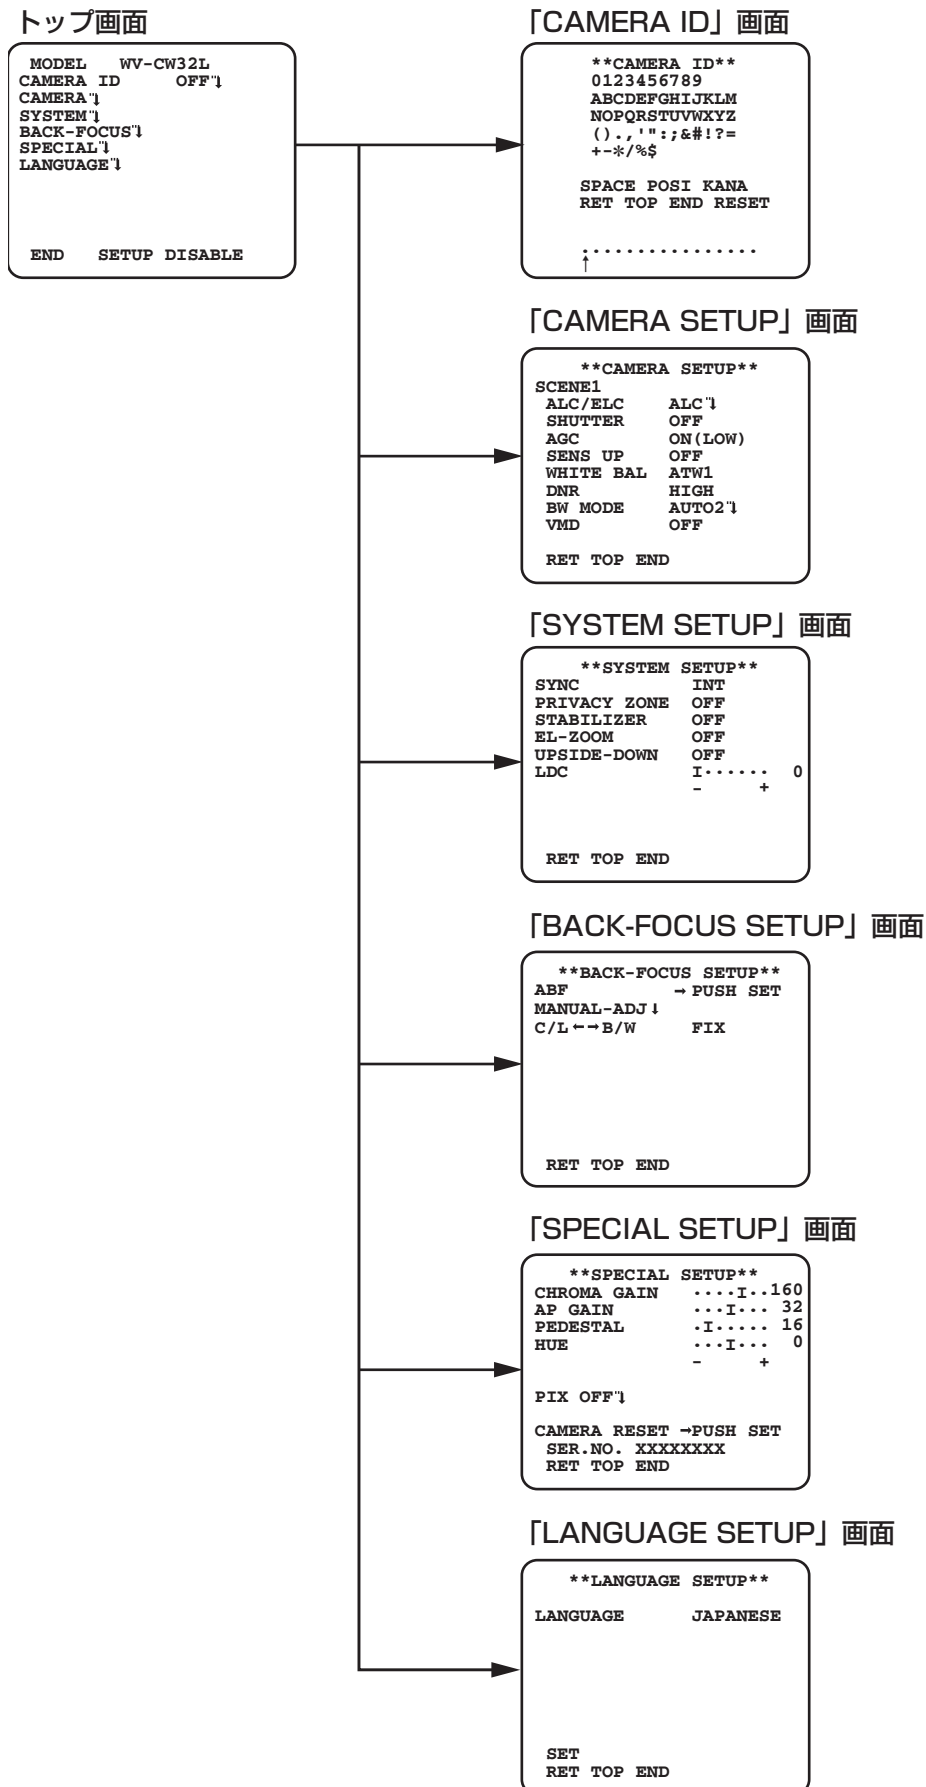 トップ画面
MODEL WV-CW32L
CAMERA ID OFF↓
CAMERA↓
SYSTEM↓
BACK-FOCUS↓
SPECIAL↓
LANGUAGE↓
END SETUP DISABLE
「CAMERA ID」画面
**CAMERA ID**
0123456789
ABCDEFGHIJKLM
NOPQRSTUVWXYZ
().,'":;&#!?=
+-*/%$
SPACE POSI KANA
RET TOP END RESET
................
↑
「CAMERA SETUP」画面
**CAMERA SETUP**
SCENE1
ALC/ELC ALC↓
SHUTTER OFF
AGC ON(LOW)
SENS UP OFF
WHITE BAL ATW1
DNR HIGH
BW MODE AUTO2↓
VMD OFF
RET TOP END
「SYSTEM SETUP」画面
**SYSTEM SETUP**
SYNC INT
PRIVACY ZONE OFF
STABILIZER OFF
EL-ZOOM OFF
UPSIDE-DOWN OFF
LDC I...... 0
- +
RET TOP END
「BACK-FOCUS SETUP」画面
**BACK-FOCUS SETUP**
ABF →PUSH SET
MANUAL-ADJ↓
C/L←→B/W FIX
RET TOP END
「SPECIAL SETUP」画面
**SPECIAL SETUP**
CHROMA GAIN ....I..160
AP GAIN ...I... 32
PEDESTAL .I..... 16
HUE ...I... 0
- +
PIX OFF↓
CAMERA RESET →PUSH SET
SER.NO. XXXXXXXX
RET TOP END
「LANGUAGE SETUP」画面
**LANGUAGE SETUP**
LANGUAGE JAPANESE
SET
RET TOP END